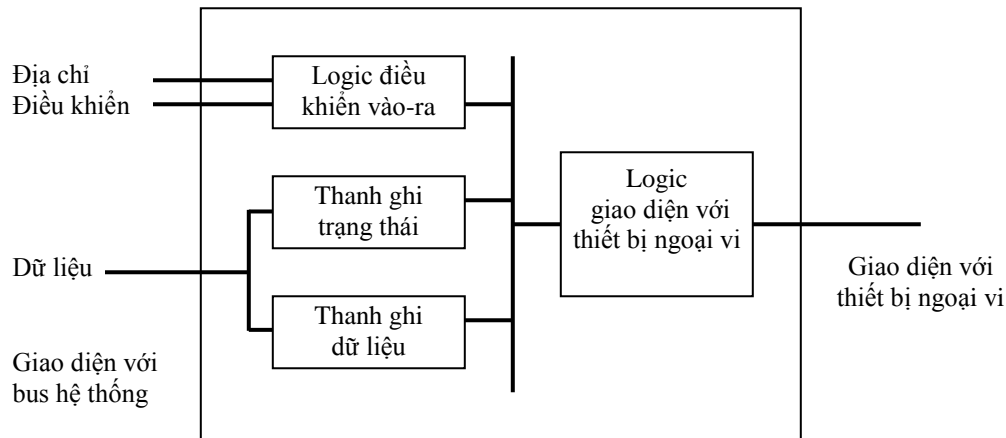 Địa chỉ
Điều khiển
Logic điều
khiển vào-ra
Thanh ghi
trạng thái
Logic
giao diện với
thiết bị ngoại vi
Dữ liệu
Thanh ghi
dữ liệu
Giao diện với
thiết bị ngoại vi
Giao diện với
bus hệ thống